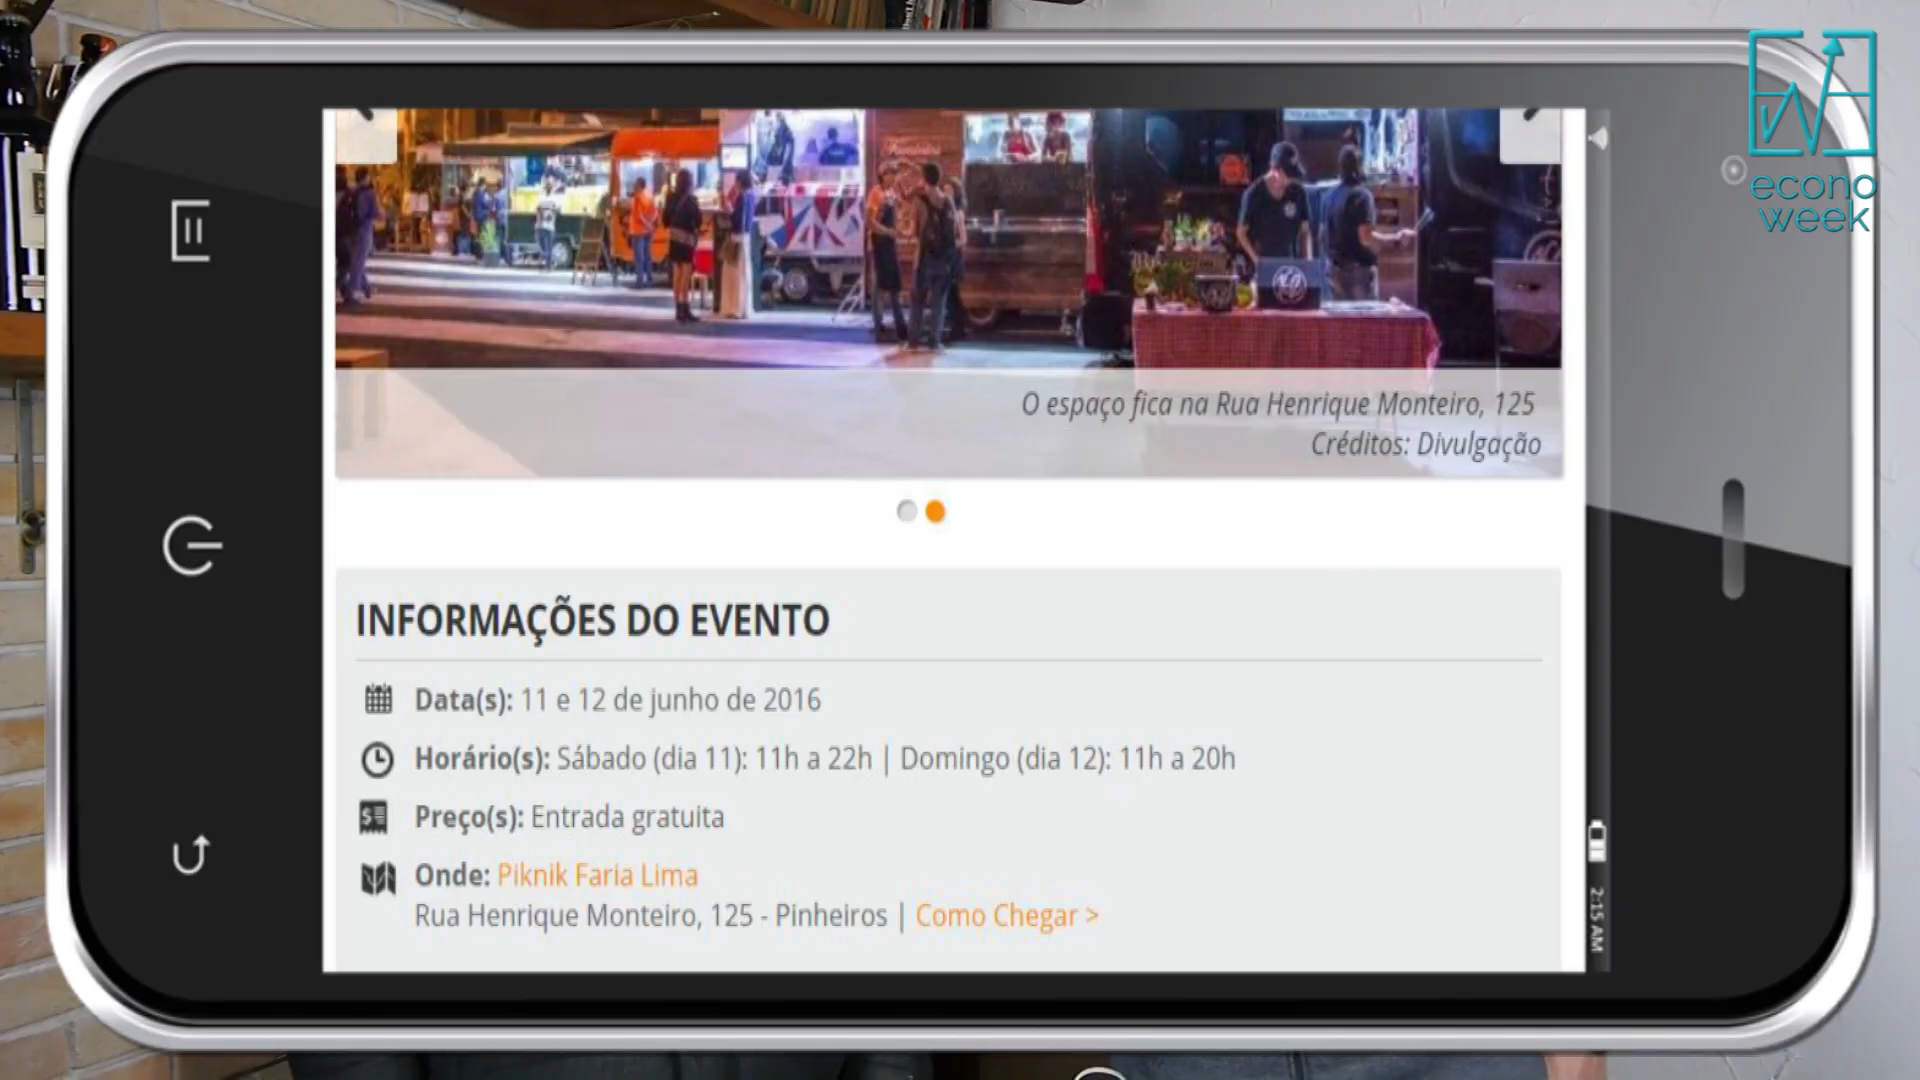 econo
week
O espaço fica na Rua Henrique Monteiro, 125
Créditos: Divulgação
INFORMAÇÕES DO EVENTO
Data(s): 11 e 12 de junho de 2016
Horário(s): Sábado (dia 11): 11h a 22h | Domingo (dia 12): 11h a 20h
Preço(s): Entrada gratuita
Onde: Piknik Faria Lima
Rua Henrique Monteiro, 125 - Pinheiros | Como Chegar >
2:15 AM